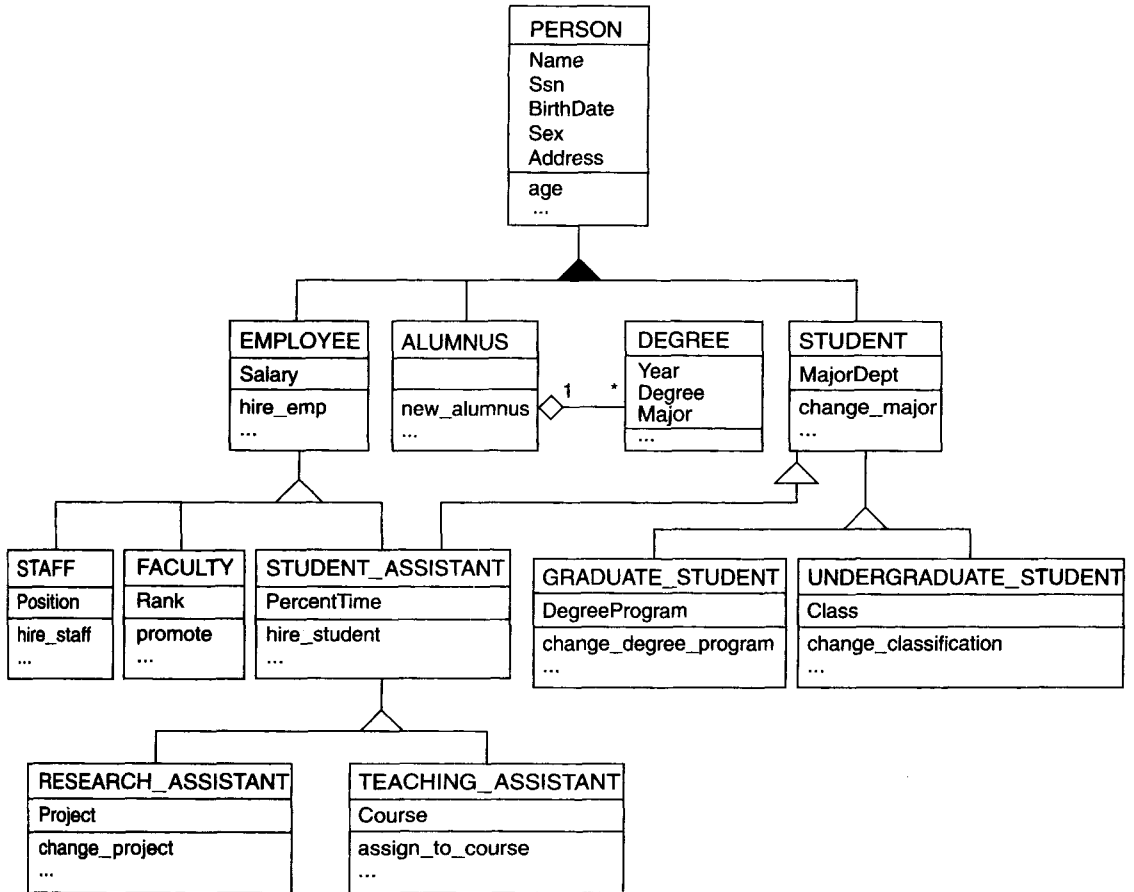 PERSON
Name
Ssn
BirthDate
Sex
Address
age
...
EMPLOYEE
Salary
hire_emp
...
ALUMNUS
new_alumnus
...
1
*
DEGREE
Year
Degree
Major
...
STUDENT
MajorDept
change_major
...
STAFF
Position
hire_staff
...
FACULTY
Rank
promote
...
STUDENT_ASSISTANT
PercentTime
hire_student
...
GRADUATE_STUDENT
DegreeProgram
change_degree_program
...
UNDERGRADUATE_STUDENT
Class
change_classification
...
RESEARCH_ASSISTANT
Project
change_project
...
TEACHING_ASSISTANT
Course
assign_to_course
...